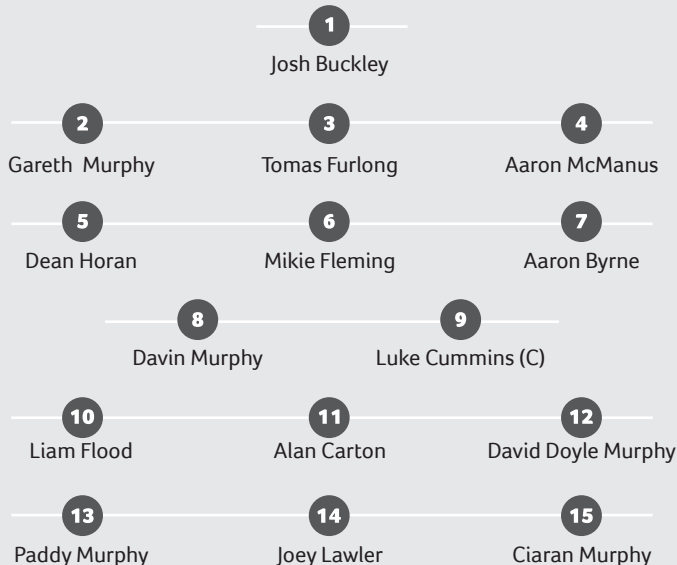 1
Josh Buckley
2 3 4
Gareth Murphy Tomas Furlong Aaron McManus
5 6 7
Dean Horan Mikie Fleming Aaron Byrne
8 9
Davin Murphy Luke Cummins (C)
10 11 12
Liam Flood Alan Carton David Doyle Murphy
13 14 15
Paddy Murphy Joey Lawler Ciaran Murphy